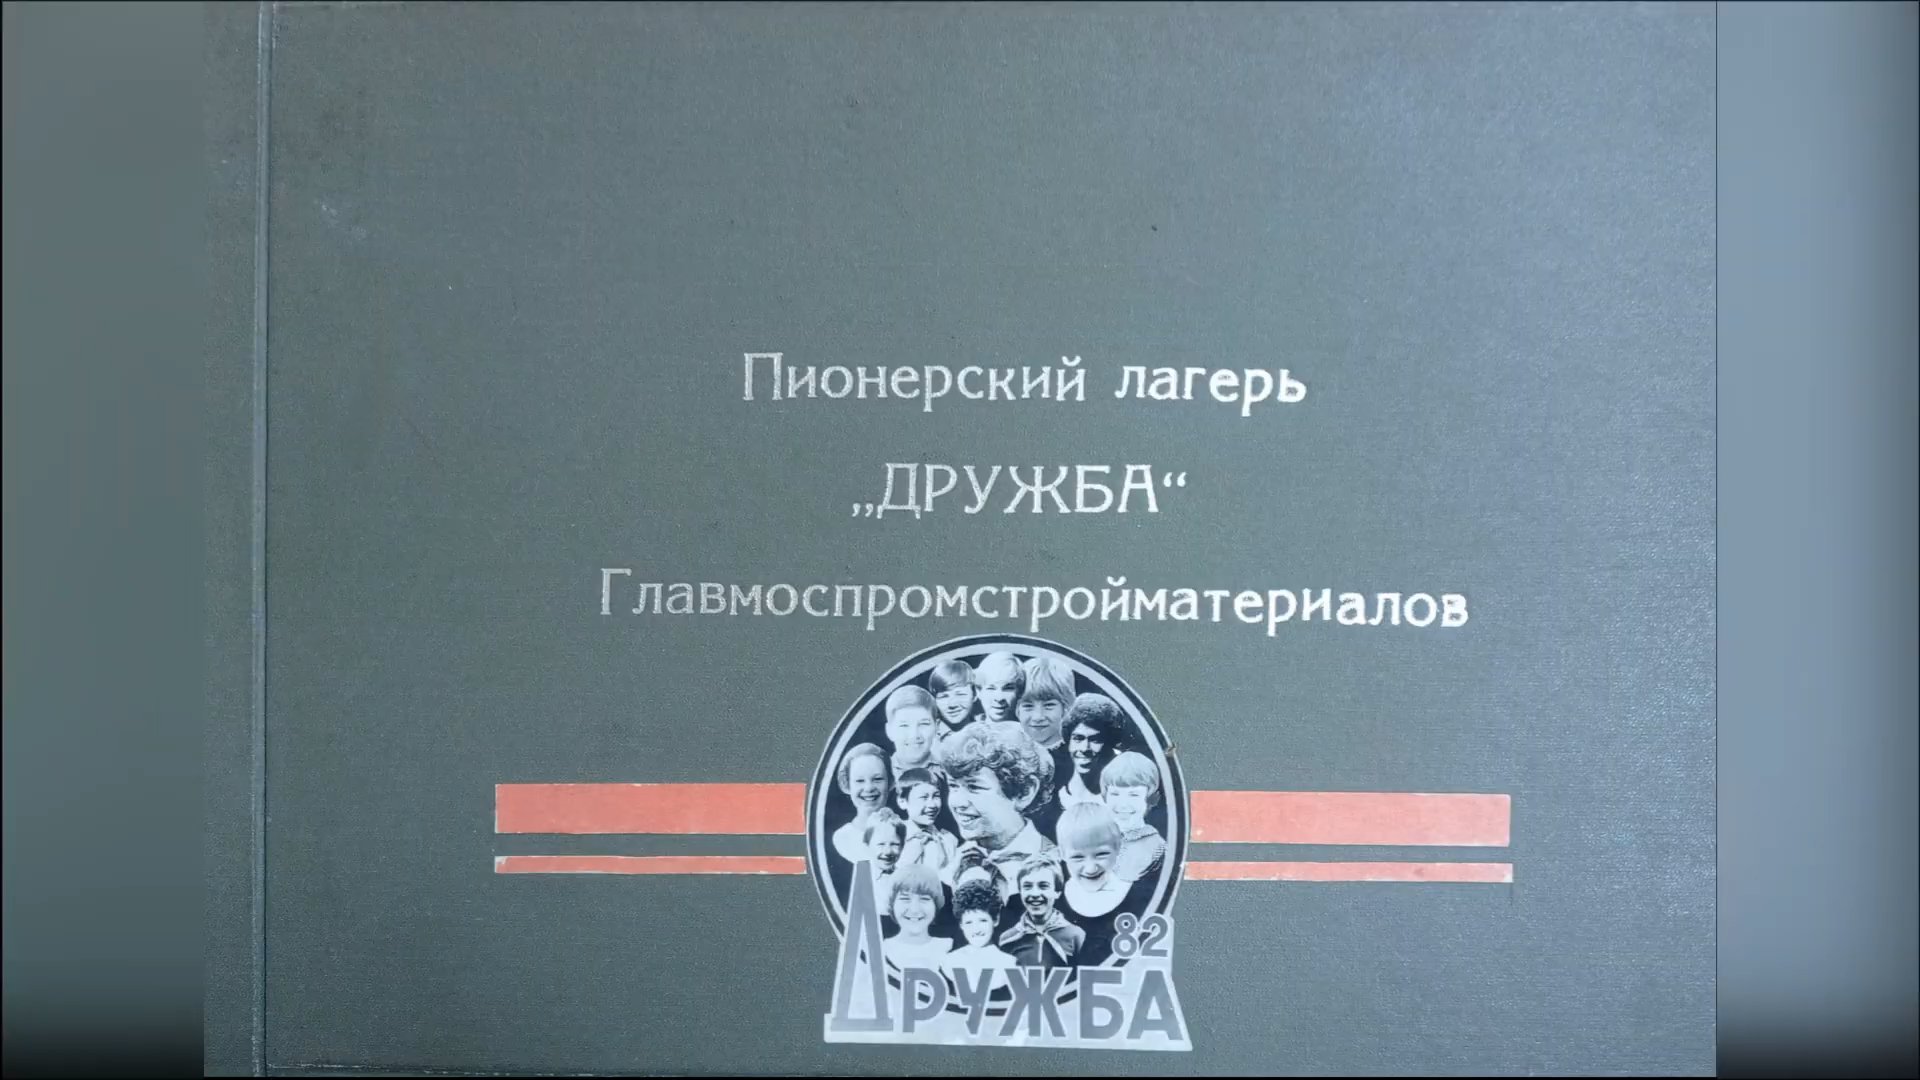 Пионерский лагерь
„ДРУЖБА“
Главмоспромстройматериалов
82
ДРУЖБА